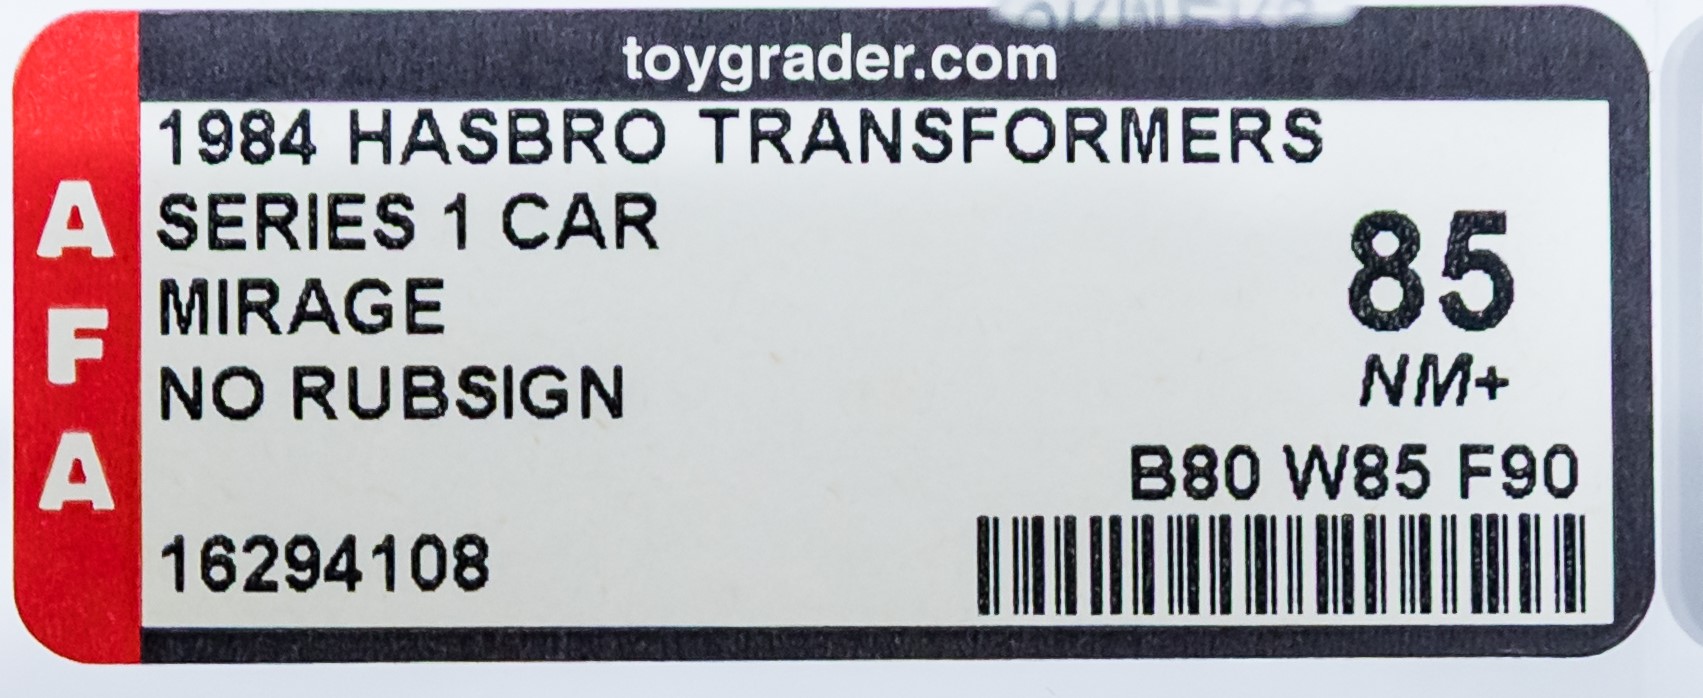 toygrader.com
1984 HASBRO TRANSFORMERS
SERIES 1 CAR
MIRAGE
NO RUBSIGN
85
NM+
B80 W85 F90
16294108
AFA